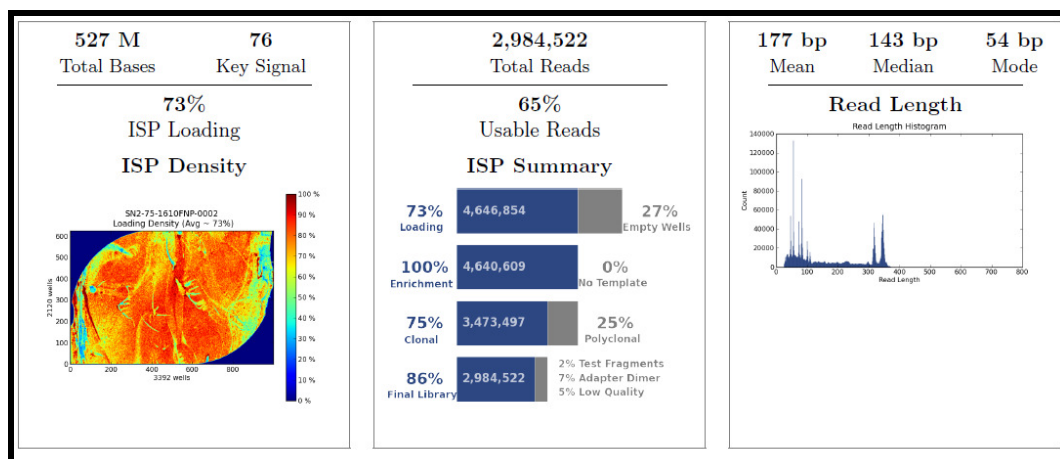 527 M
76
Total Bases
Key Signal
73%
ISP Loading
ISP Density
SN2-75-1610FNP-0002
Loading Density (Avg ~ 73%)
600
500
400
300
200
100
0
2120 wells
0 200 400 600 800
3392 wells
100 %
90 %
80 %
70 %
60 %
50 %
40 %
30 %
20 %
10 %
0 %
2,984,522
Total Reads
65%
Usable Reads
ISP Summary
73%
Loading
4,646,854
27%
Empty Wells
100%
Enrichment
4,640,609
0%
No Template
75%
Clonal
3,473,497
25%
Polyclonal
86%
Final Library
2,984,522
2% Test Fragments
7% Adapter Dimer
5% Low Quality
177 bp
143 bp
54 bp
Mean
Median
Mode
Read Length
Read Length Histogram
140000
120000
100000
80000
60000
40000
20000
0
Count
0 100 200 300 400 500 600 700 800
Read Length